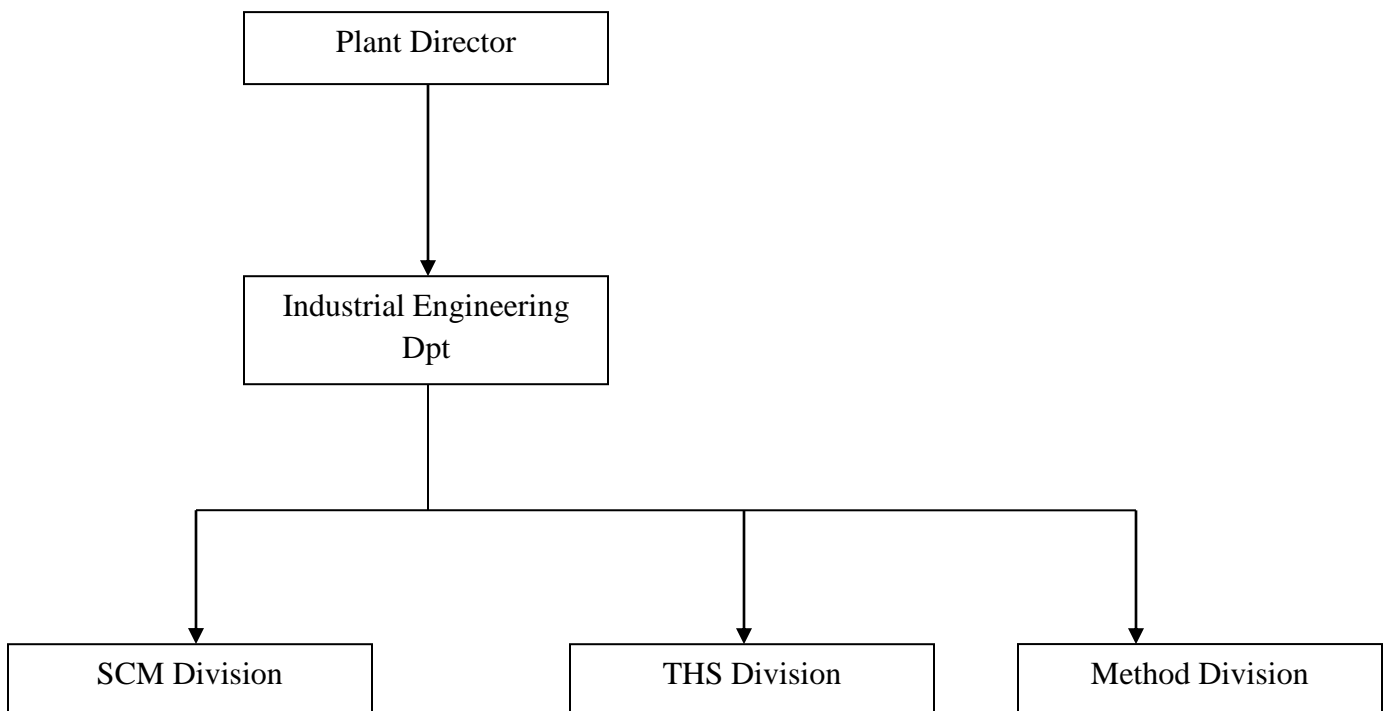 Plant Director
Industrial Engineering
Dpt
SCM Division
THS Division
Method Division